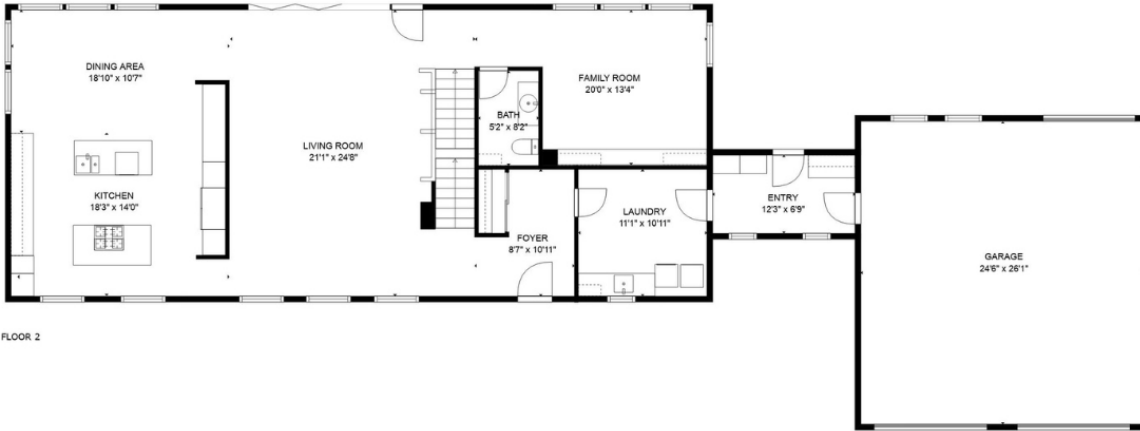 DINING AREA
18'10" x 10'7"
FAMILY ROOM
20'0" x 13'4"
BATH
5'2" x 8'2"
LIVING ROOM
21'1" x 24'8"
KITCHEN
18'3" x 14'0"
ENTRY
12'3" x 6'9"
LAUNDRY
11'1" x 10'11"
FOYER
8'7" x 10'11"
GARAGE
24'6" x 26'1"
FLOOR 2